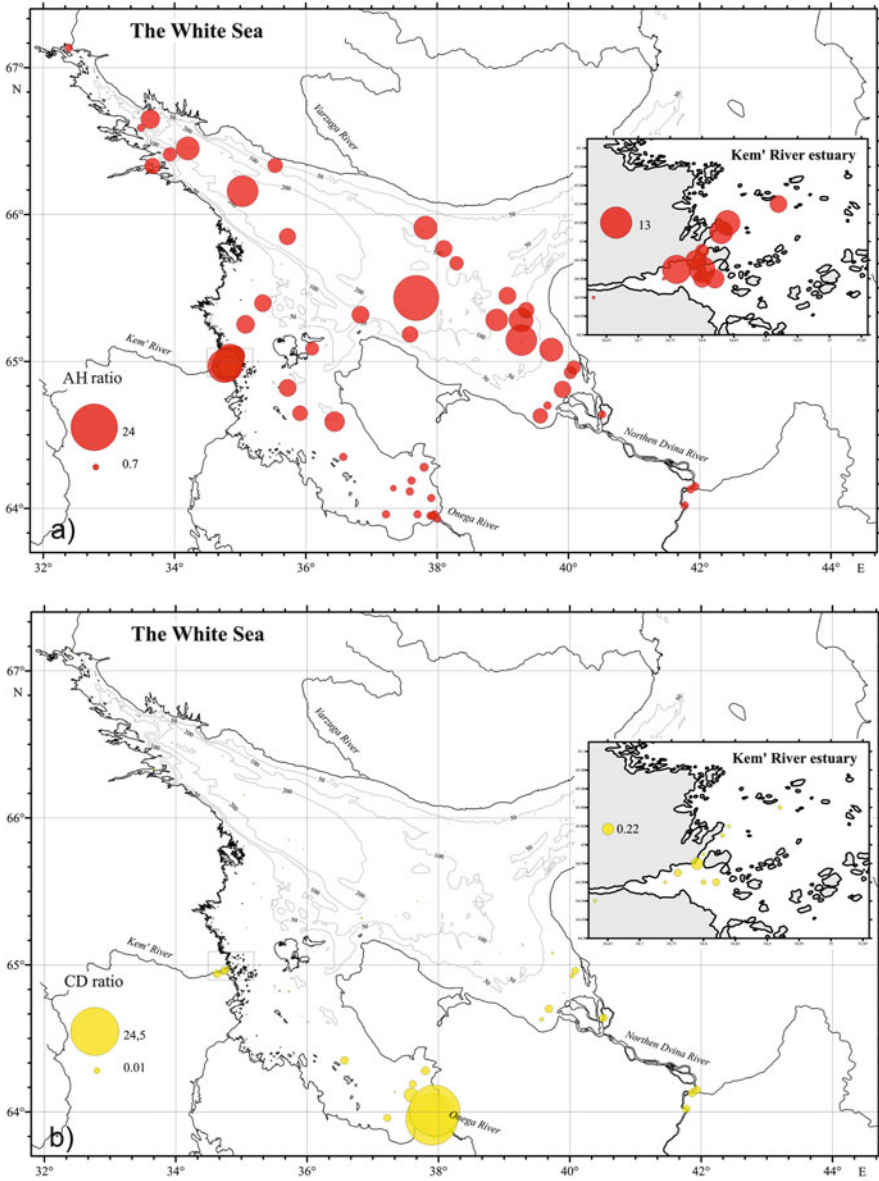 The White Sea
67°
N
66°
65°
64°
Varzuga River
Kem' River estuary
13
Kem' River
AH ratio
24
0.7
Northen Dvina River
Onega River
a)
32° 34° 36° 38° 40° 42° 44° E
The White Sea
67°
N
66°
65°
64°
Varzuga River
Kem' River estuary
0.22
Kem' River
CD ratio
24,5
0.01
Northen Dvina River
Onega River
b)
32° 34° 36° 38° 40° 42° 44° E